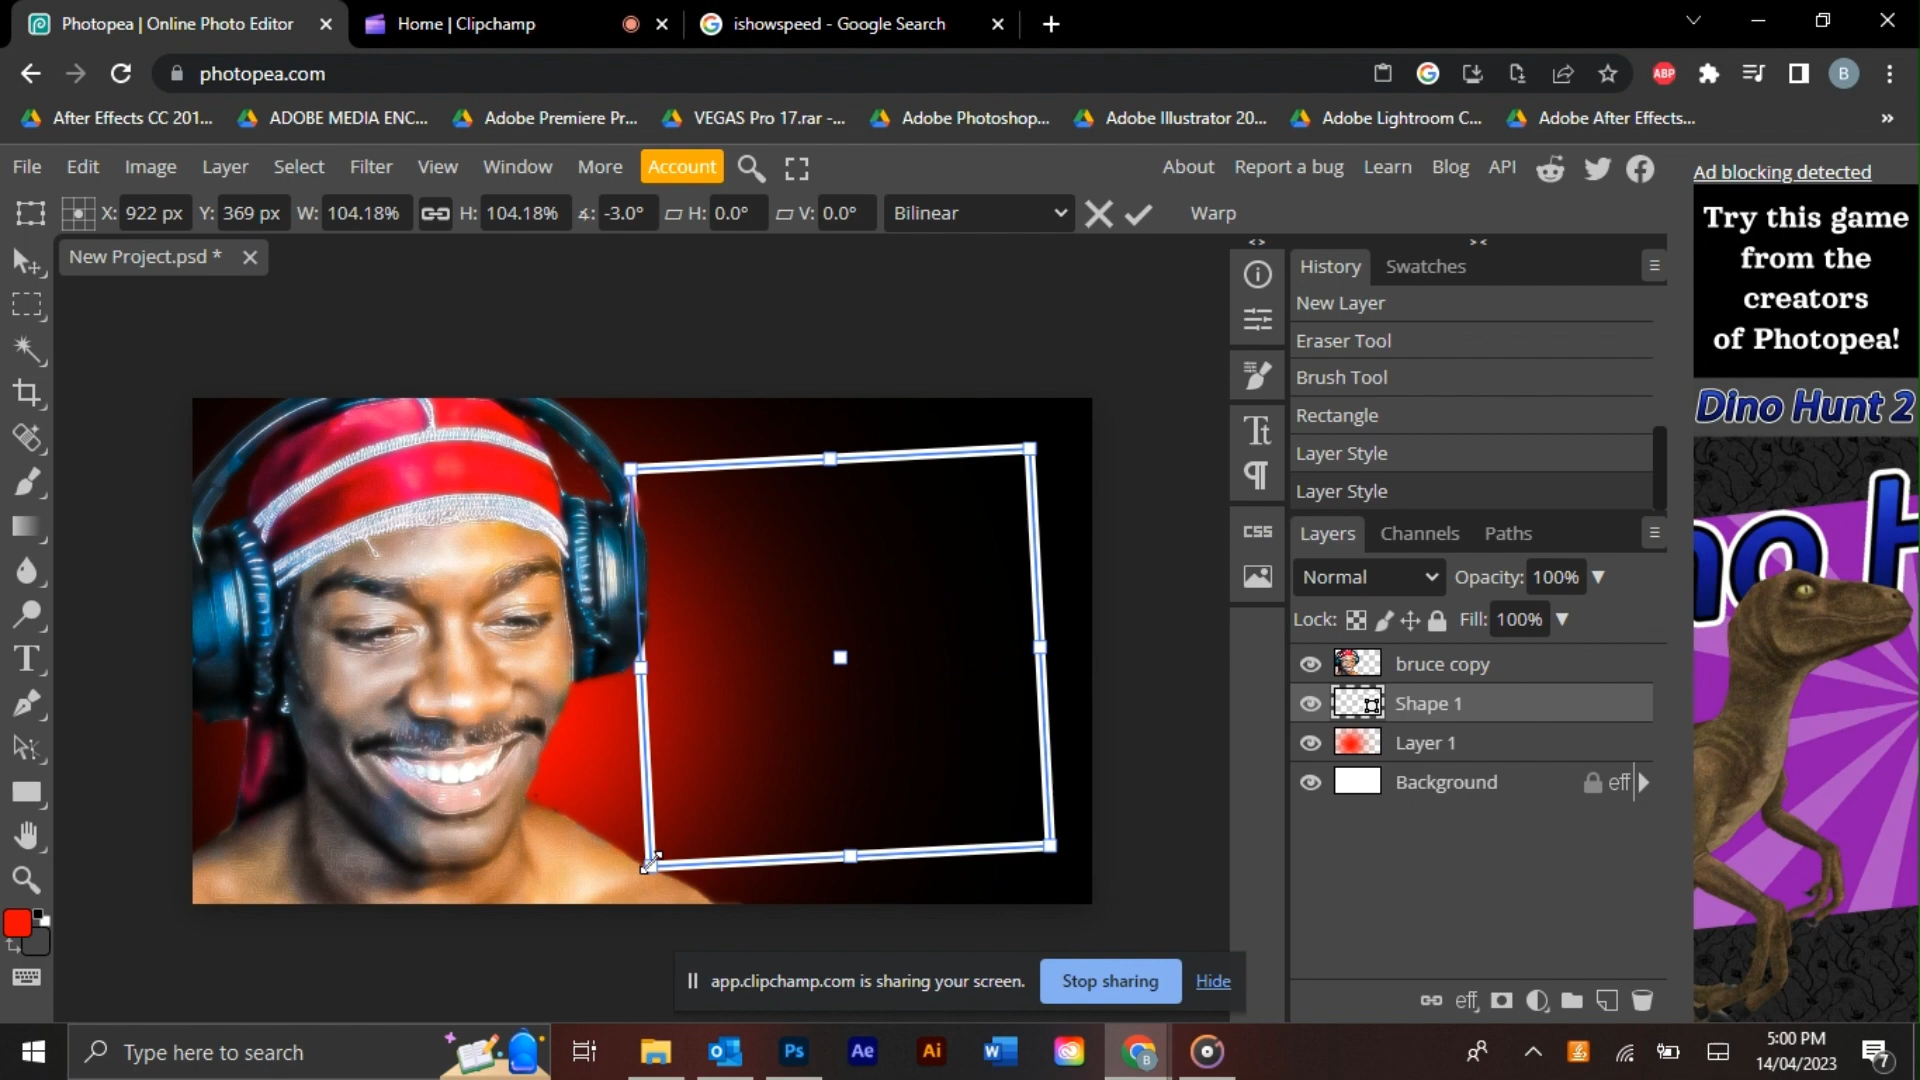 Photopea | Online Photo Editor
Home | Clipchamp
ishowspeed - Google Search
photopea.com
ABP
B
After Effects CC 201...
ADOBE MEDIA ENC...
Adobe Premiere Pr...
VEGAS Pro 17.rar -...
Adobe Photoshop...
Adobe Illustrator 20...
Adobe Lightroom C...
Adobe After Effects...
File Edit Image Layer Select Filter View Window More Account
About Report a bug Learn Blog API
X: 922 px Y: 369 px W: 104.18% H: 104.18% -3.0° H: 0.0° V: 0.0° Bilinear Warp
New Project.psd *
History Swatches
New Layer
Eraser Tool
Brush Tool
Rectangle
Layer Style
Layer Style
CSS
Layers Channels Paths
Normal Opacity: 100%
Lock: Fill: 100%
bruce copy
Shape 1
Layer 1
Background eff
eff
Ad blocking detected
Try this game
from the
creators
of Photopea!
Dino Hunt 2
app.clipchamp.com is sharing your screen.
Stop sharing
Hide
Type here to search
Ps
Ae
Ai
W
B
5:00 PM
14/04/2023
7